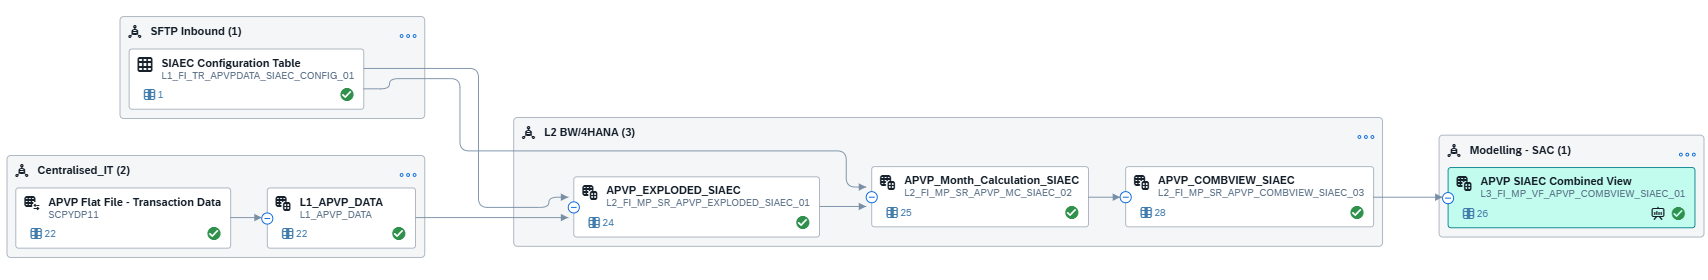 SFTP Inbound (1)
SIAEC Configuration Table
L1_FI_TR_APVPDATA_SIAEC_CONFIG_01
1
Centralised_IT (2)
APVP Flat File - Transaction Data
SCPYDP11
22
L1_APVP_DATA
L1_APVP_DATA
22
L2 BW/4HANA (3)
APVP_EXPLODED_SIAEC
L2_FI_MP_SR_APVP_EXPLODED_SIAEC_01
24
APVP_Month_Calculation_SIAEC
L2_FI_MP_SR_APVP_MC_SIAEC_02
25
APVP_COMBVIEW_SIAEC
L2_FI_MP_SR_APVP_COMBVIEW_SIAEC_03
28
Modelling - SAC (1)
APVP SIAEC Combined View
L3_FI_MP_VF_APVP_COMBVIEW_SIAEC_01
26